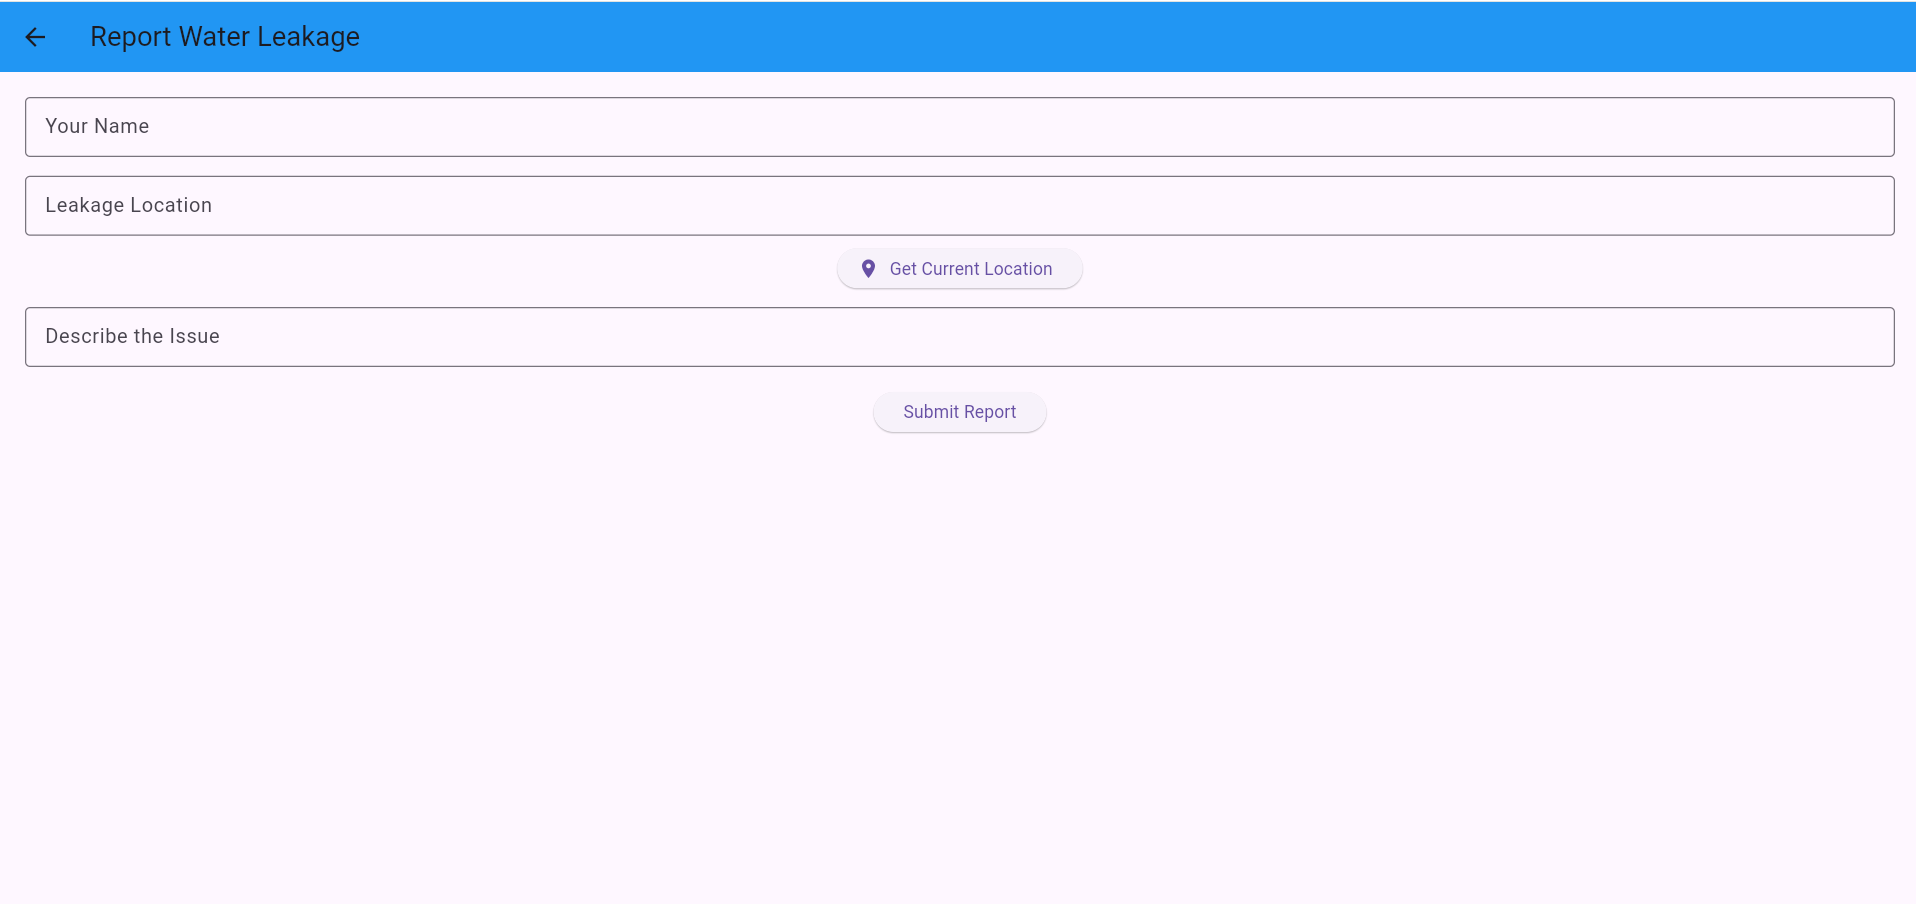 Report Water Leakage
Your Name
Leakage Location
Get Current Location
Describe the Issue
Submit Report